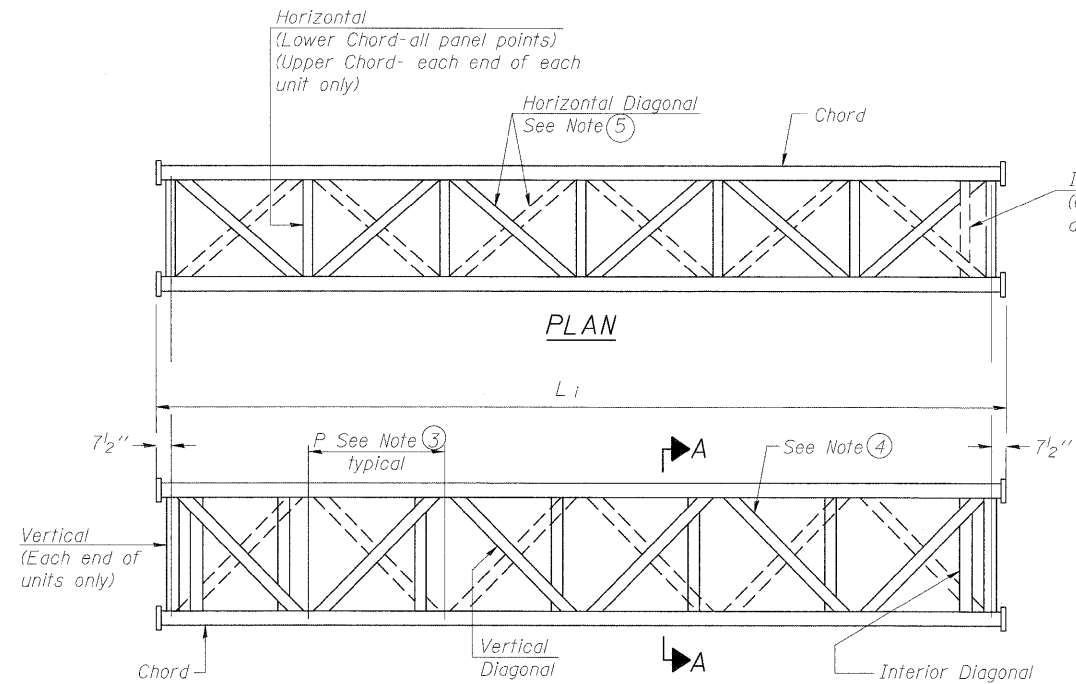 Horizontal
(Lower Chord-all panel points)
(Upper Chord- each end of each
unit only)
Horizontal Diagonal
See Note 5
Chord
PLAN
L i
7½"
P See Note 3
typical
A
See Note 4
7½"
Vertical
(Each end of
units only)
Vertical
Diagonal
A
Chord
Interior Diagonal